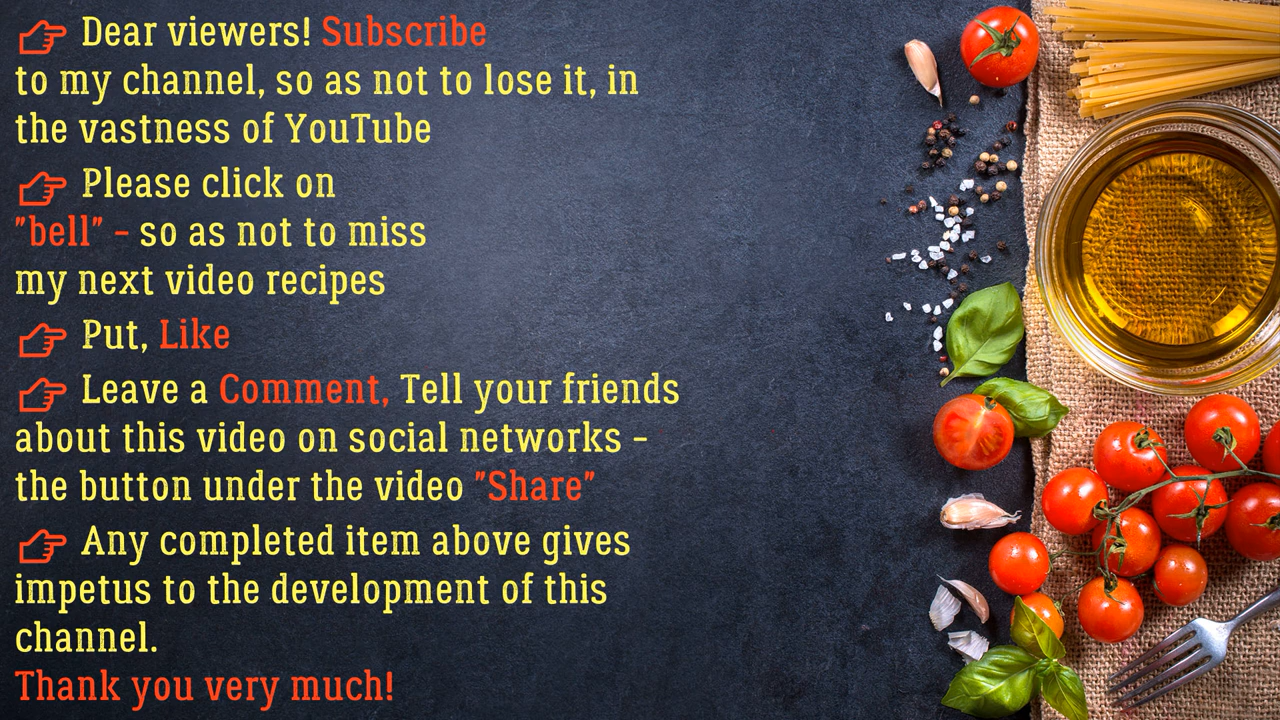 Dear viewers! Subscribe
to my channel, so as not to lose it, in
the vastness of YouTube
Please click on
"bell" - so as not to miss
my next video recipes
Put, Like
Leave a Comment, Tell your friends
about this video on social networks -
the button under the video "Share"
Any completed item above gives
impetus to the development of this
channel.
Thank you very much!